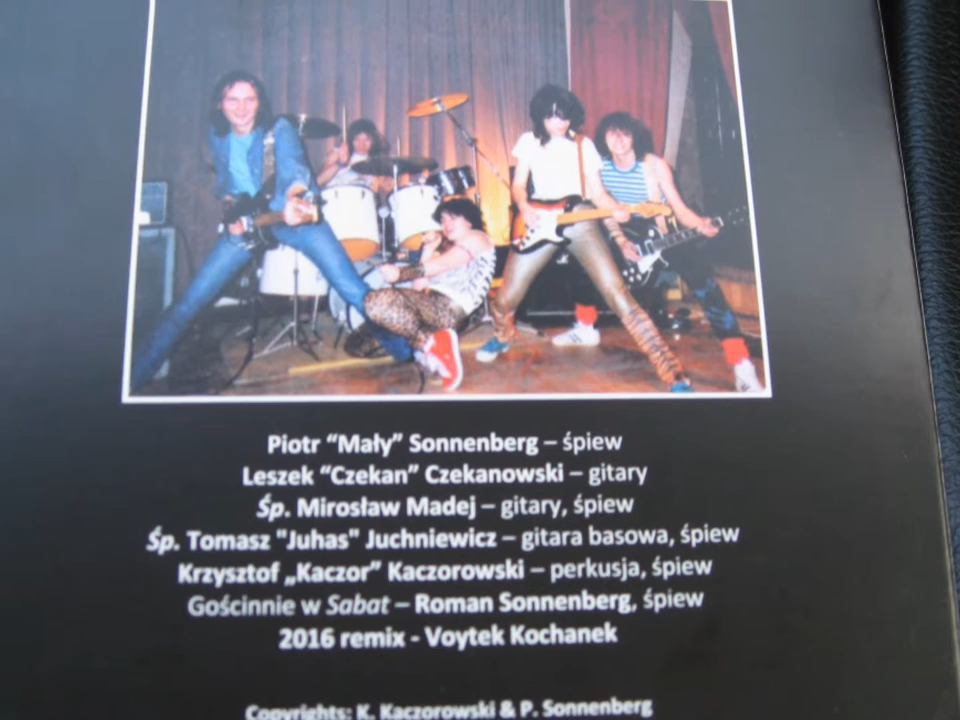 Piotr “Mały” Sonnenberg – śpiew
Leszek “Czekan” Czekanowski – gitary
Śp. Mirosław Madej – gitary, śpiew
Śp. Tomasz "Juhas" Juchniewicz – gitara basowa, śpiew
Krzysztof „Kaczor” Kaczorowski – perkusja, śpiew
Gościnnie w Sabat – Roman Sonnenberg, śpiew
2016 remix - Voytek Kochanek
Copyrights: K. Kaczorowski & P. Sonnenberg